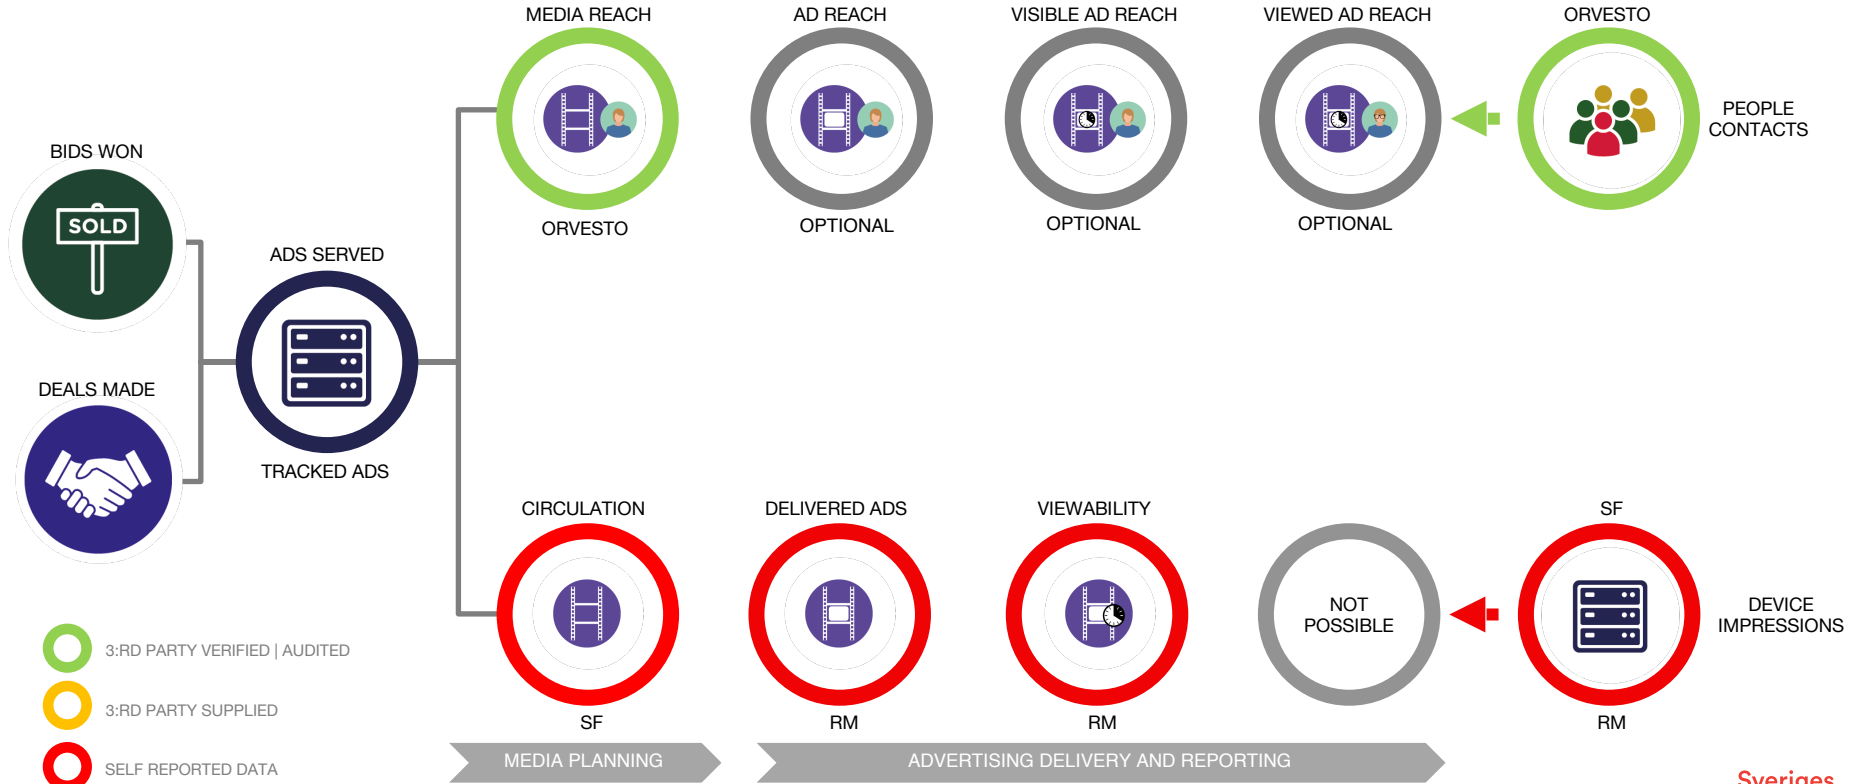 MEDIA REACH
AD REACH
VISIBLE AD REACH
VIEWED AD REACH
ORVESTO
PEOPLE
CONTACTS
ORVESTO
OPTIONAL
OPTIONAL
OPTIONAL
BIDS WON
SOLD
ADS SERVED
DEALS MADE
TRACKED ADS
CIRCULATION
DELIVERED ADS
VIEWABILITY
SF
NOT
POSSIBLE
DEVICE
IMPRESSIONS
3:RD PARTY VERIFIED | AUDITED
3:RD PARTY SUPPLIED
SELF REPORTED DATA
SF
RM
RM
RM
MEDIA PLANNING
ADVERTISING DELIVERY AND REPORTING
Sveriges